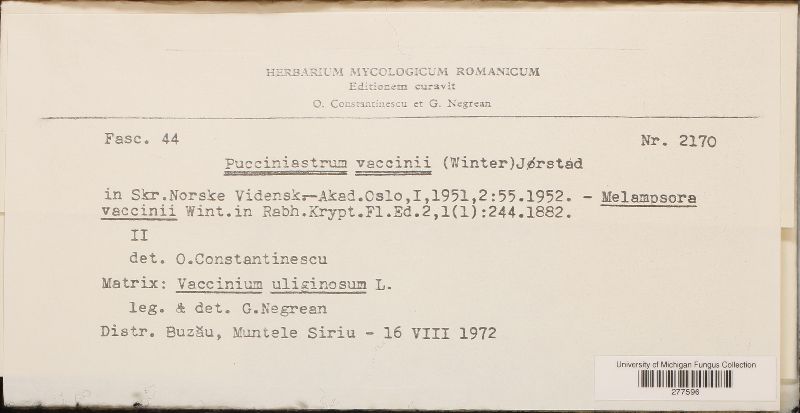 HERBARIUM MYCOLOGICUM ROMANICUM
Editionem curavit
O. Constantinescu et G. Negrean
Fasc. 44 Nr. 2170
Pucciniastrum vaccinii (Winter)Jørstad
in Skr.Norske Vidensk.-Akad.Oslo,I,1951,2:55.1952. - Melampsora
vaccinii Wint.in Rabh.Krypt.Fl.Ed.2,1(1):244.1882.
II
det. O.Constantinescu
Matrix: Vaccinium uliginosum L.
leg. & det. G.Negrean
Distr. Buzău, Muntele Siriu - 16 VIII 1972
University of Michigan Fungus Collection
277596